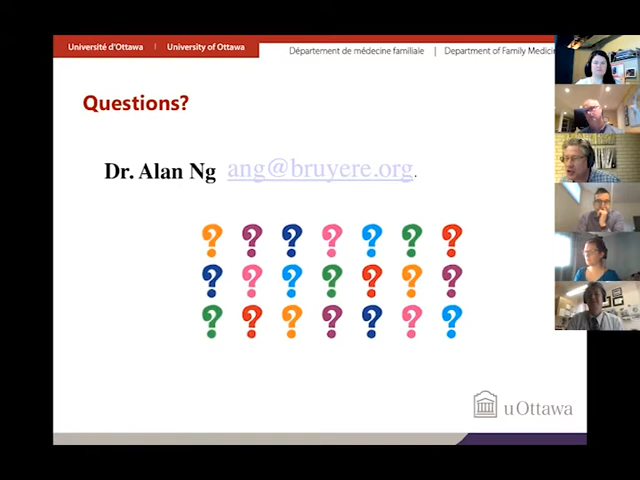 Université d'Ottawa | University of Ottawa
Département de médecine familiale | Department of Family
Questions?
Dr. Alan Ng ang@bruyere.org.
? ? ? ? ? ? ?
? ? ? ? ? ? ?
? ? ? ? ? ? ?
uOttawa